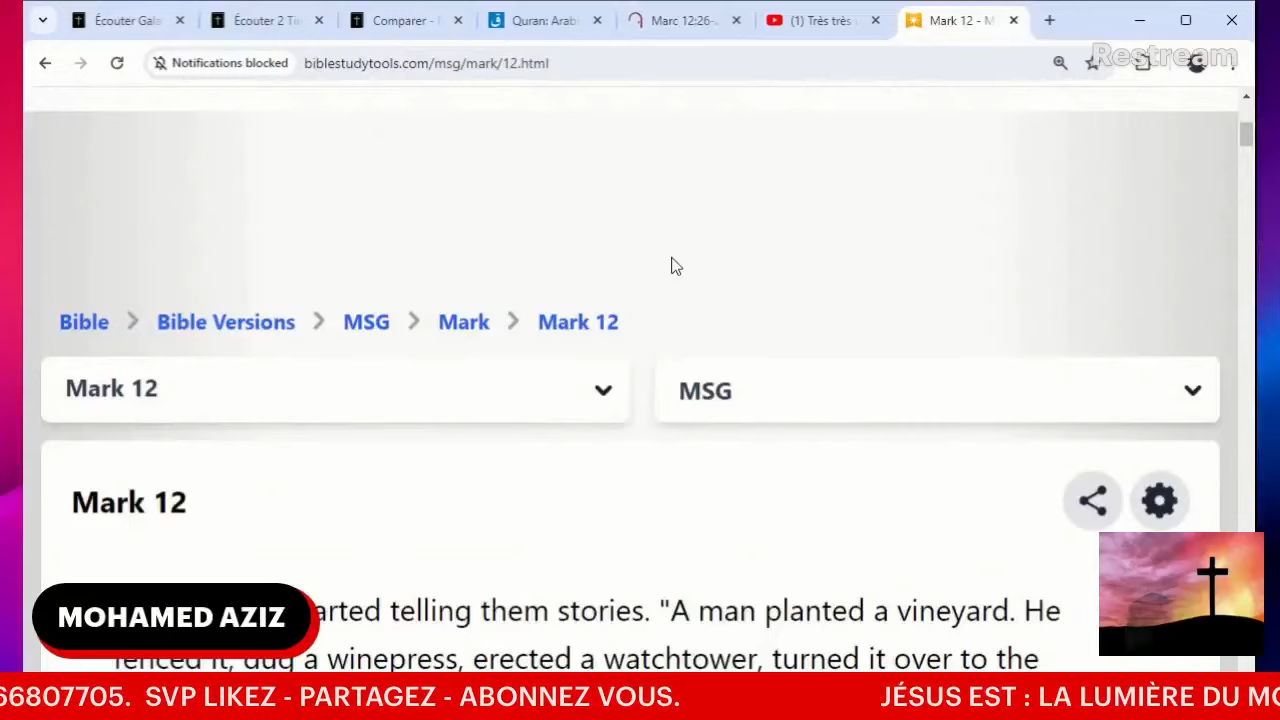 Écouter Gala
Écouter 2 Ti
Comparer -
Quran: Arab
Marc 12:26-
(1) Très très
Mark 12 - M
Notifications blocked
biblestudytools.com/msg/mark/12.html
Restream
Bible
Bible Versions
MSG
Mark
Mark 12
Mark 12
MSG
Mark 12
arted telling them stories. "A man planted a vineyard. He
fenced it, dug a winepress, erected a watchtower, turned it over to the
MOHAMED AZIZ
66807705. SVP LIKEZ - PARTAGEZ - ABONNEZ VOUS. JÉSUS EST : LA LUMIÈRE DU MO